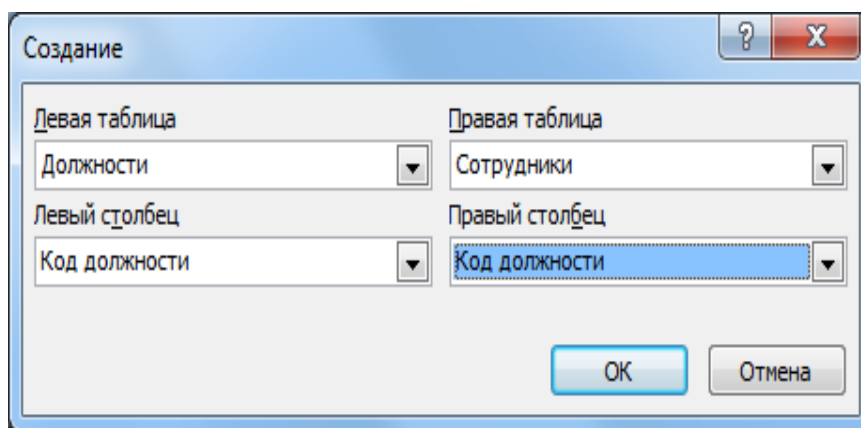 Создание
Левая таблица Правая таблица
Должности Сотрудники
Левый столбец Правый столбец
Код должности Код должности
ОК Отмена